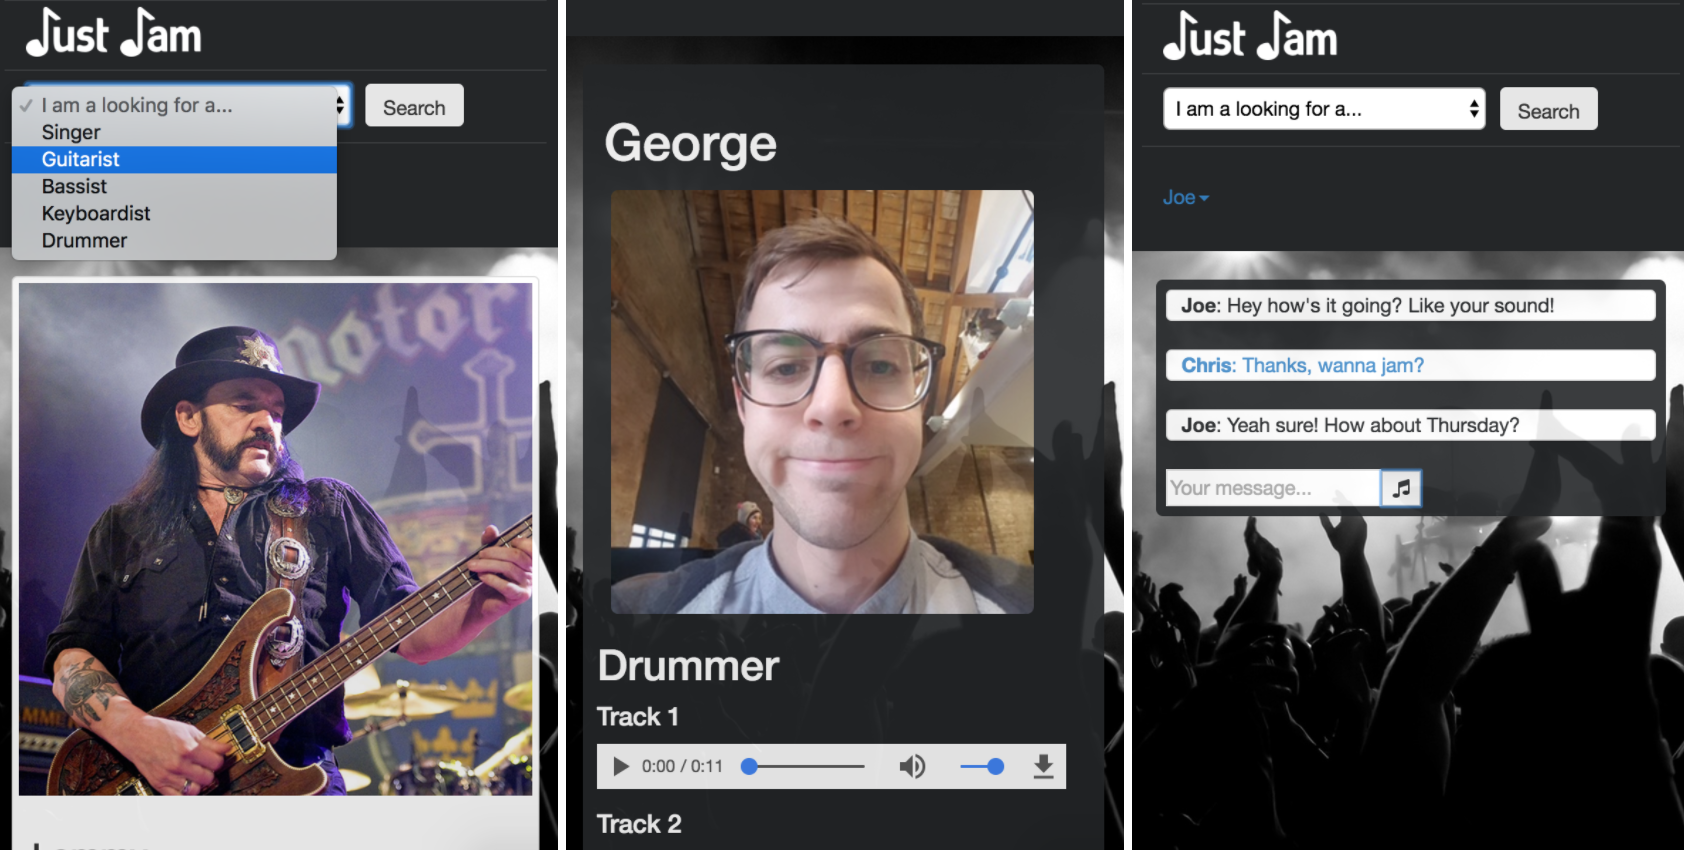 Just Jam
✓ I am a looking for a...
Search
Singer
Guitarist
Bassist
Keyboardist
Drummer
motör
George
Drummer
Track 1
0:00 / 0:11
Track 2
Just Jam
I am a looking for a...
Search
Joe
Joe: Hey how's it going? Like your sound!
Chris: Thanks, wanna jam?
Joe: Yeah sure! How about Thursday?
Your message...